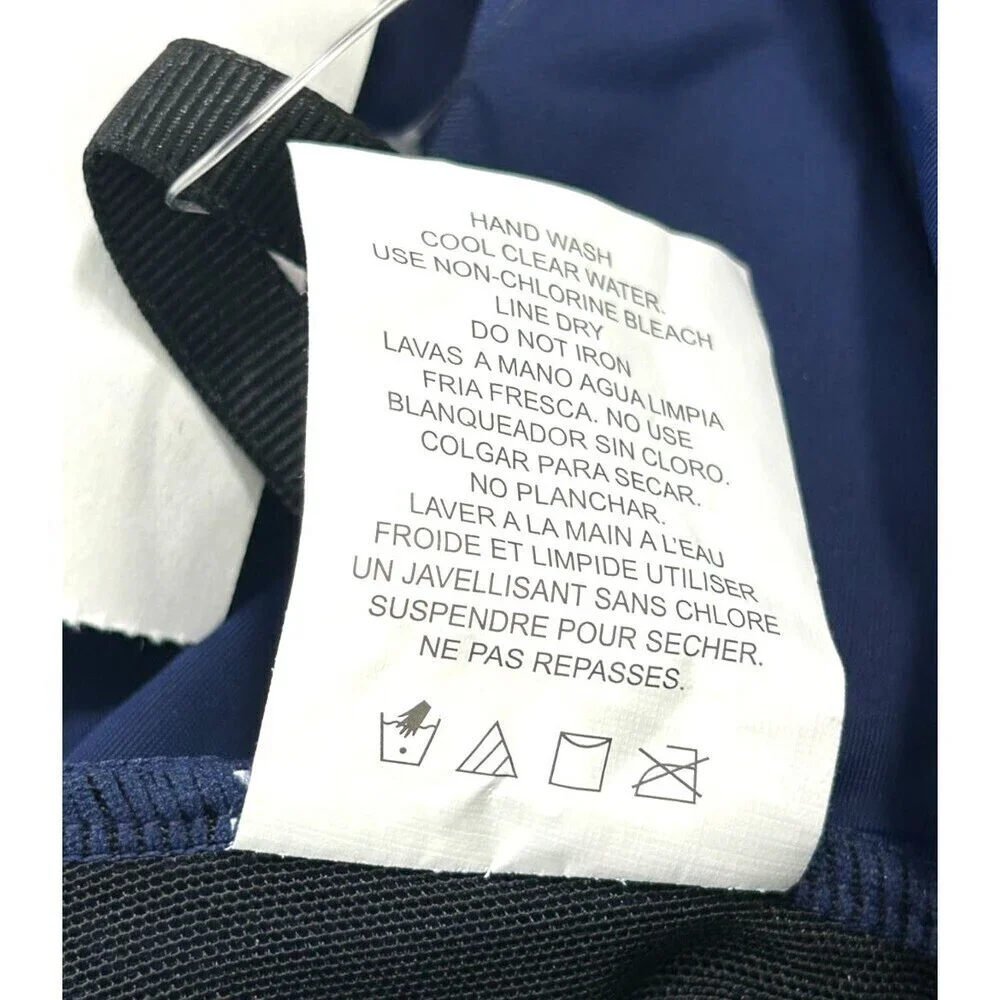 HAND WASH
COOL CLEAR WATER.
USE NON-CHLORINE BLEACH
LINE DRY
DO NOT IRON
LAVAS A MANO AGUA LIMPIA
FRIA FRESCA. NO USE
BLANQUEADOR SIN CLORO.
COLGAR PARA SECAR.
NO PLANCHAR.
LAVER A LA MAIN A L'EAU
FROIDE ET LIMPIDE UTILISER
UN JAVELLISANT SANS CHLORE
SUSPENDRE POUR SECHER.
NE PAS REPASSES.